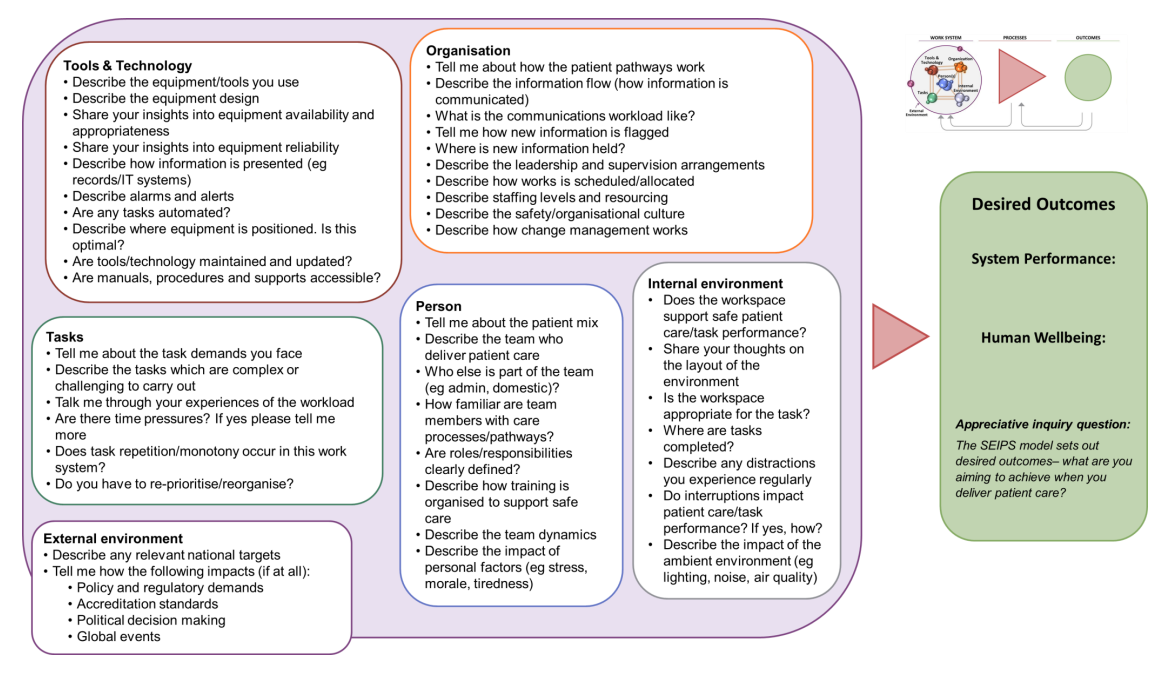 Tools & Technology
• Describe the equipment/tools you use
• Describe the equipment design
• Share your insights into equipment availability and
appropriateness
• Share your insights into equipment reliability
• Describe how information is presented (eg
records/IT systems)
• Describe alarms and alerts
• Are any tasks automated?
• Describe where equipment is positioned. Is this
optimal?
• Are tools/technology maintained and updated?
• Are manuals, procedures and supports accessible?
Organisation
• Tell me about how the patient pathways work
• Describe the information flow (how information is
communicated)
• What is the communications workload like?
• Tell me how new information is flagged
• Where is new information held?
• Describe the leadership and supervision arrangements
• Describe how works is scheduled/allocated
• Describe staffing levels and resourcing
• Describe the safety/organisational culture
• Describe how change management works
Tasks
• Tell me about the task demands you face
• Describe the tasks which are complex or
challenging to carry out
• Talk me through your experiences of the workload
• Are there time pressures? If yes please tell me
more
• Does task repetition/monotony occur in this work
system?
• Do you have to re-prioritise/reorganise?
Person
• Tell me about the patient mix
• Describe the team who
deliver patient care
• Who else is part of the team
(eg admin, domestic)?
• How familiar are team
members with care
processes/pathways?
• Are roles/responsibilities
clearly defined?
• Describe how training is
organised to support safe
care
• Describe the team dynamics
• Describe the impact of
personal factors (eg stress,
morale, tiredness)
Internal environment
• Does the workspace
support safe patient
care/task performance?
• Share your thoughts on
the layout of the
environment
• Is the workspace
appropriate for the task?
• Where are tasks
completed?
• Describe any distractions
you experience regularly
• Do interruptions impact
patient care/task
performance? If yes, how?
• Describe the impact of the
ambient environment (eg
lighting, noise, air quality)
External environment
• Describe any relevant national targets
• Tell me how the following impacts (if at all):
• Policy and regulatory demands
• Accreditation standards
• Political decision making
• Global events
WORK SYSTEM
PROCESSES
OUTCOMES
Tools &
Technology
Organisation
Person(s)
Tasks
Internal
Environment
External
Environment
Desired Outcomes
System Performance:
Human Wellbeing:
Appreciative inquiry question:
The SEIPS model sets out
desired outcomes– what are you
aiming to achieve when you
deliver patient care?